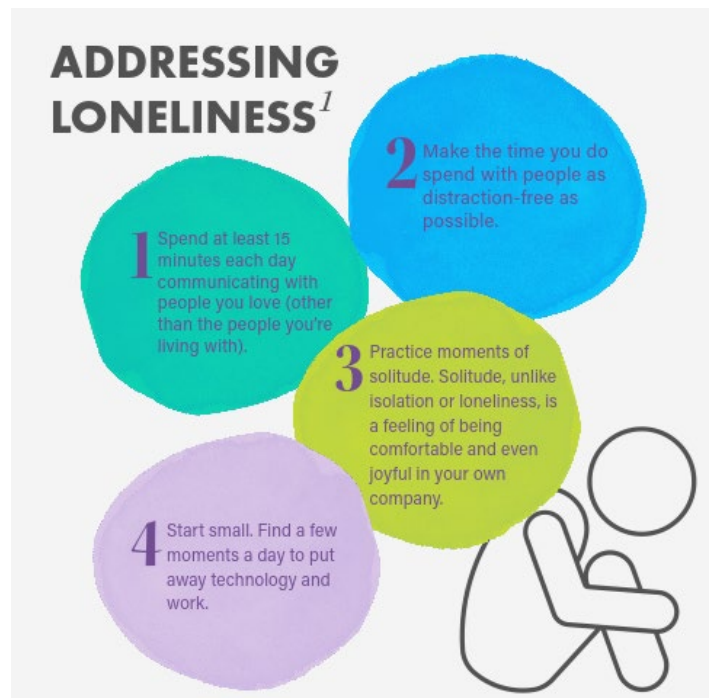 ADDRESSING
LONELINESS1
1 Spend at least 15
minutes each day
communicating with
people you love (other
than the people you're
living with).
2 Make the time you do
spend with people as
distraction-free as
possible.
3 Practice moments of
solitude. Solitude, unlike
isolation or loneliness, is
a feeling of being
comfortable and even
joyful in your own
company.
4 Start small. Find a few
moments a day to put
away technology and
work.